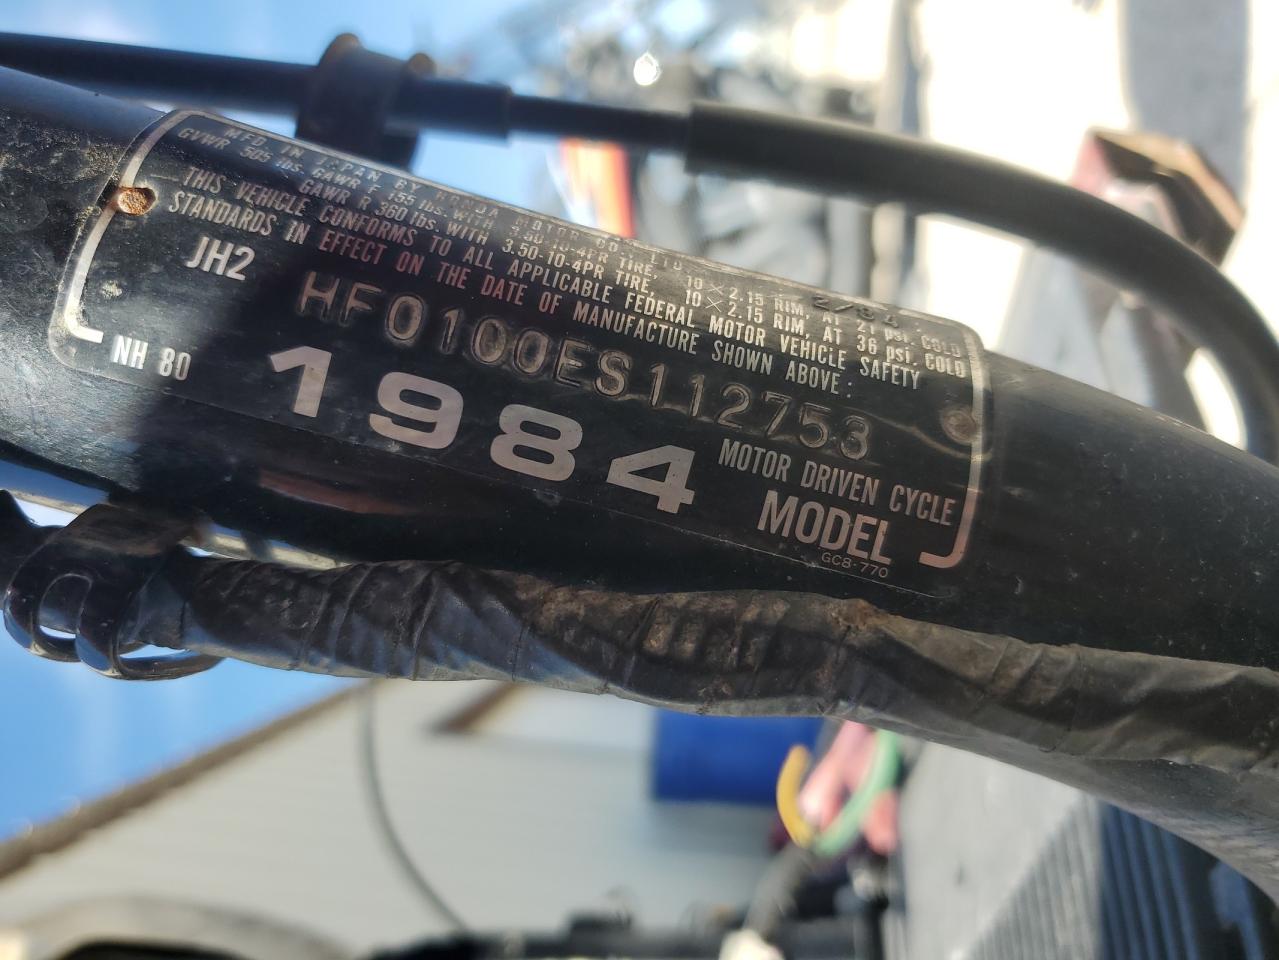 MFD IN JAPAN BY HONDA MOTOR CO., LTD. 2/84
GVWR 505 lbs. GAWR F 155 lbs. WITH 3.50-10-4PR TIRE, 10 × 2.15 RIM, AT 21 psi. COLD
GAWR R 360 lbs. WITH 3.50-10-4PR TIRE, 10 × 2.15 RIM, AT 36 psi. COLD
THIS VEHICLE CONFORMS TO ALL APPLICABLE FEDERAL MOTOR VEHICLE SAFETY
STANDARDS IN EFFECT ON THE DATE OF MANUFACTURE SHOWN ABOVE.
JH2 HF0100ES112753
NH 80 1984 MOTOR DRIVEN CYCLE
MODEL
GC8-770